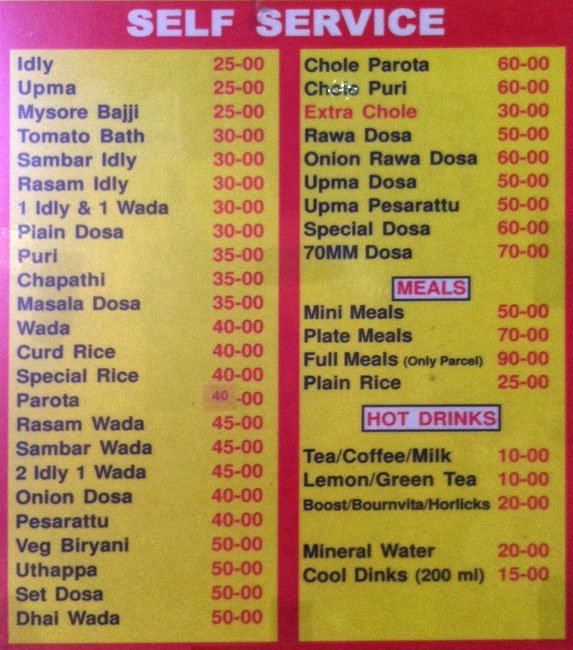 SELF SERVICE
Idly 25-00
Upma 25-00
Mysore Bajji 25-00
Tomato Bath 30-00
Sambar Idly 30-00
Rasam Idly 30-00
1 Idly & 1 Wada 30-00
Plain Dosa 30-00
Puri 35-00
Chapathi 35-00
Masala Dosa 35-00
Wada 40-00
Curd Rice 40-00
Special Rice 40-00
Parota 40-00
Rasam Wada 45-00
Sambar Wada 45-00
2 Idly 1 Wada 45-00
Onion Dosa 40-00
Pesarattu 40-00
Veg Biryani 50-00
Uthappa 50-00
Set Dosa 50-00
Dhai Wada 50-00
Chole Parota 60-00
Chole Puri 60-00
Extra Chole 30-00
Rawa Dosa 50-00
Onion Rawa Dosa 60-00
Upma Dosa 50-00
Upma Pesarattu 50-00
Special Dosa 60-00
70MM Dosa 70-00
MEALS
Mini Meals 50-00
Plate Meals 70-00
Full Meals (Only Parcel) 90-00
Plain Rice 25-00
HOT DRINKS
Tea/Coffee/Milk 10-00
Lemon/Green Tea 10-00
Boost/Bournvita/Horlicks 20-00
Mineral Water 20-00
Cool Dinks (200 ml) 15-00